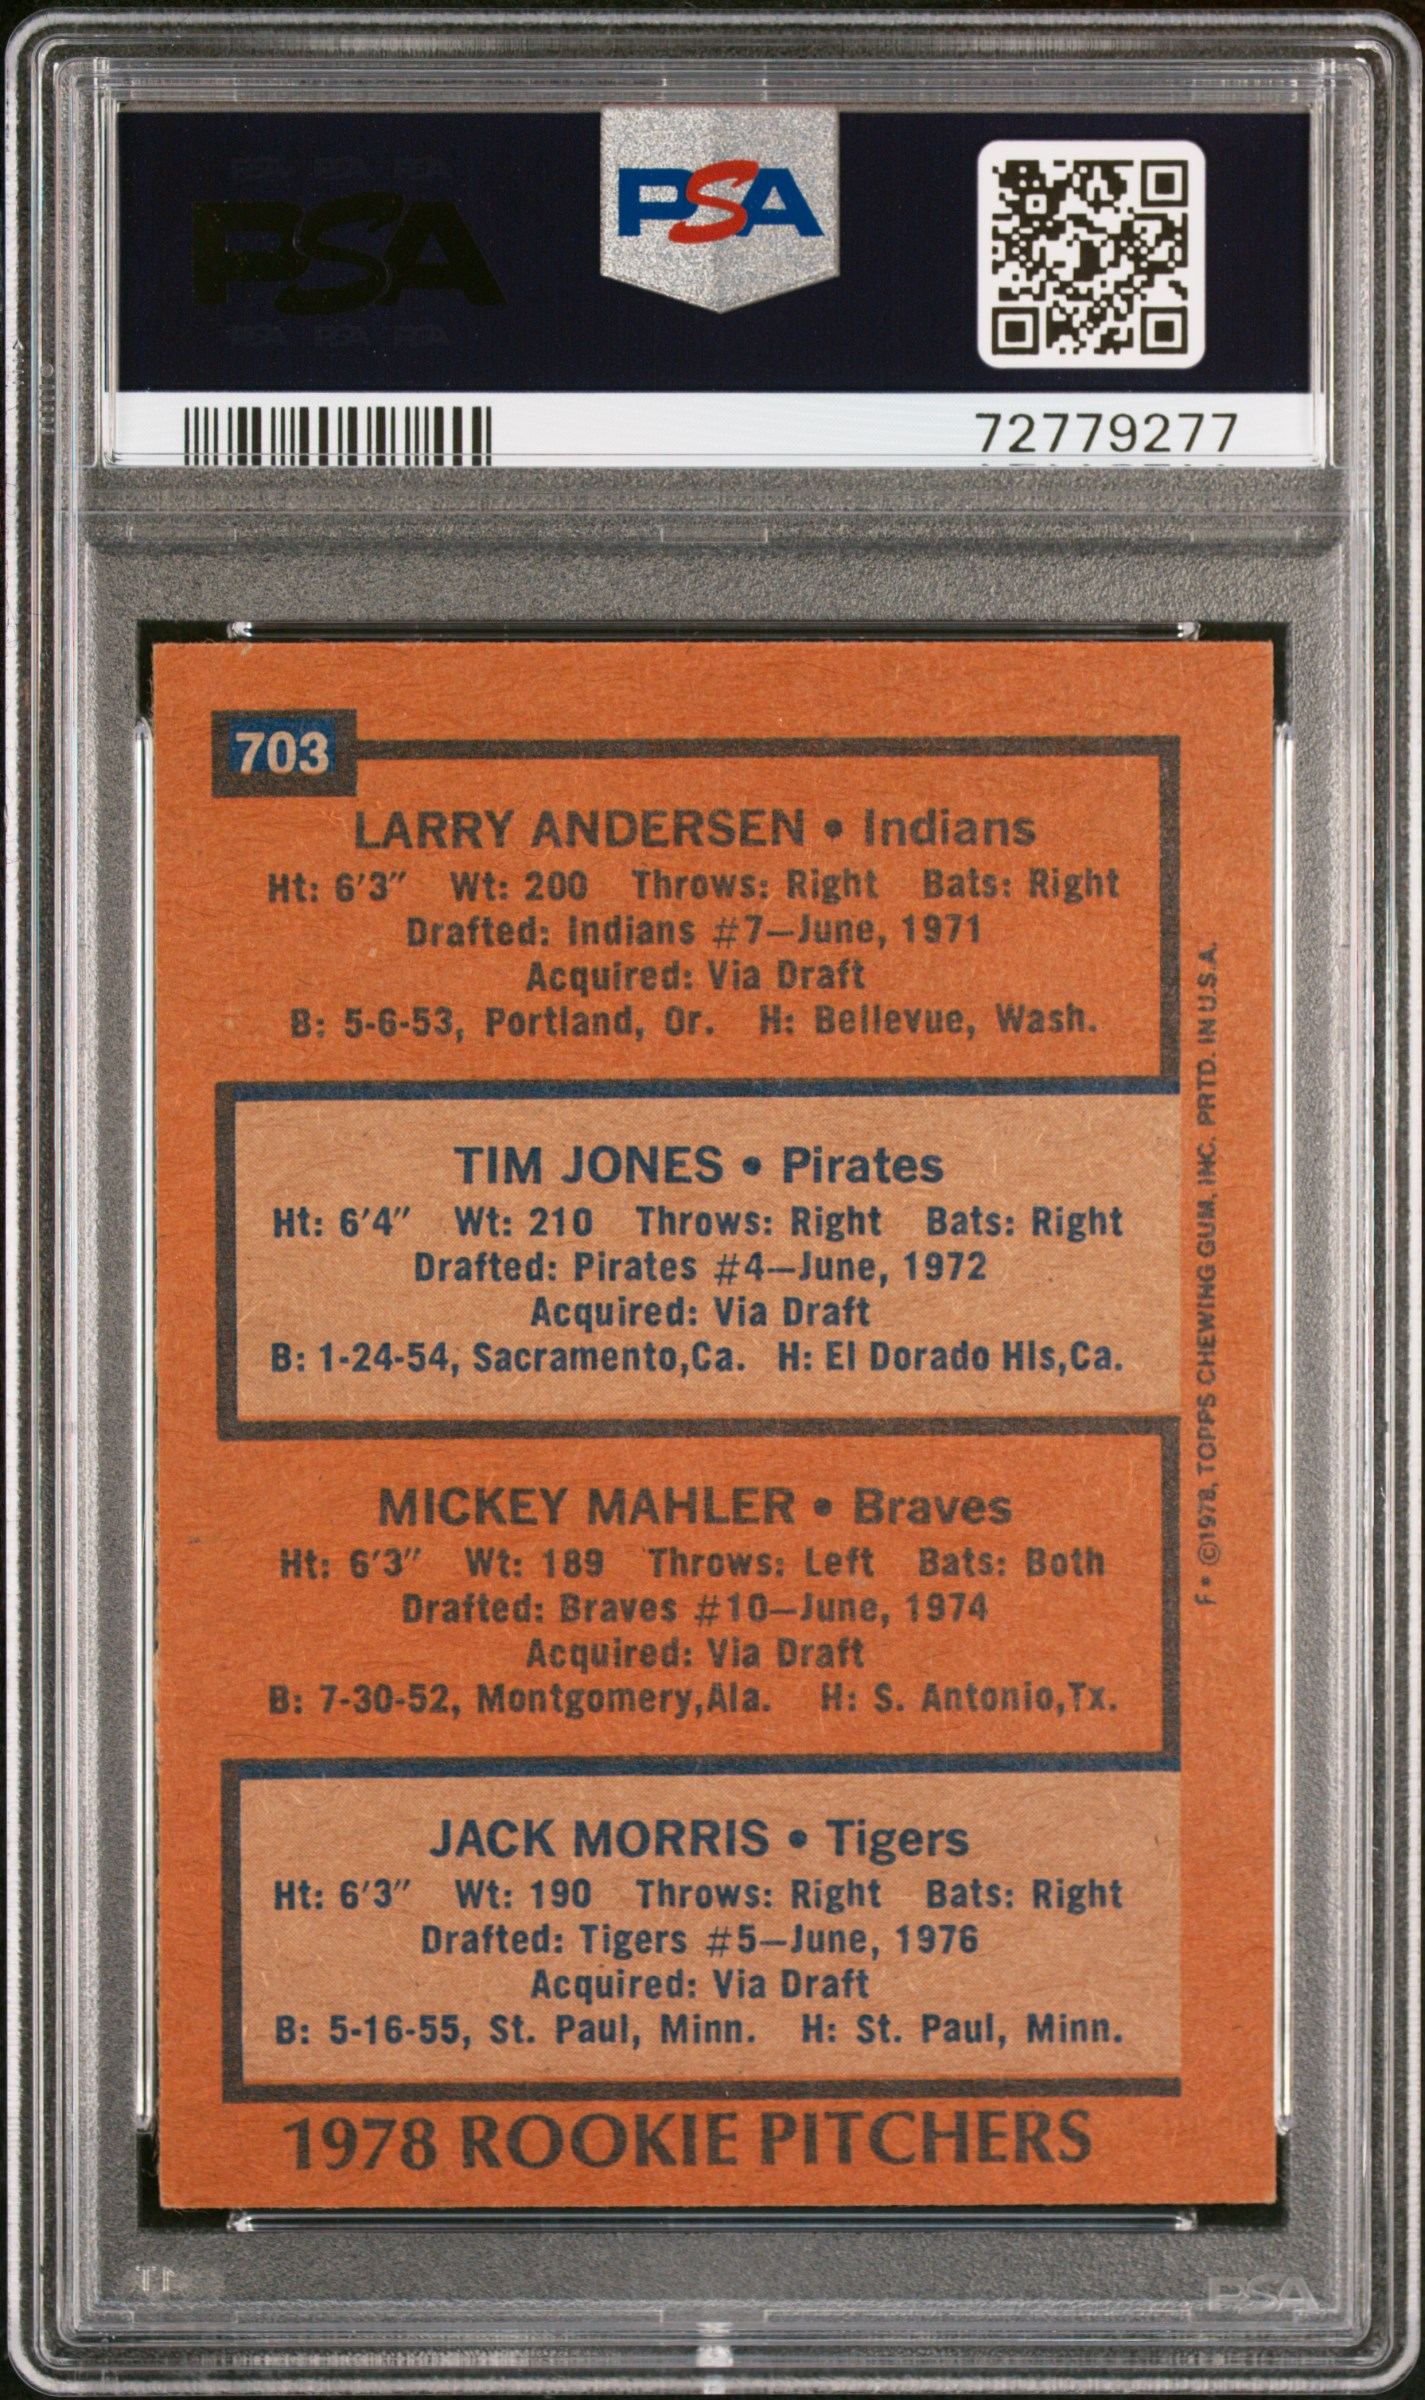 PSA
PSA
72779277
703
LARRY ANDERSEN • Indians
Ht: 6'3" Wt: 200 Throws: Right Bats: Right
Drafted: Indians #7—June, 1971
Acquired: Via Draft
B: 5-6-53, Portland, Or. H: Bellevue, Wash.
TIM JONES • Pirates
Ht: 6'4" Wt: 210 Throws: Right Bats: Right
Drafted: Pirates #4—June, 1972
Acquired: Via Draft
B: 1-24-54, Sacramento,Ca. H: El Dorado Hls,Ca.
MICKEY MAHLER • Braves
Ht: 6'3" Wt: 189 Throws: Left Bats: Both
Drafted: Braves #10—June, 1974
Acquired: Via Draft
B: 7-30-52, Montgomery,Ala. H: S. Antonio,Tx.
JACK MORRIS • Tigers
Ht: 6'3" Wt: 190 Throws: Right Bats: Right
Drafted: Tigers #5—June, 1976
Acquired: Via Draft
B: 5-16-55, St. Paul, Minn. H: St. Paul, Minn.
1978 ROOKIE PITCHERS
F • ©1978, TOPPS CHEWING GUM, INC. PRTD. IN U.S.A.
PSA